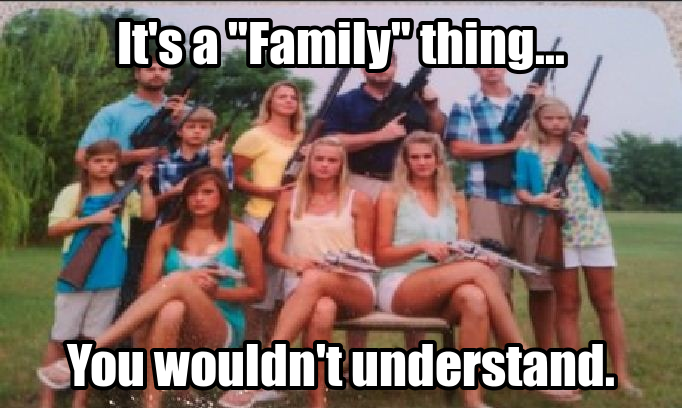 It's a "Family" thing...
You wouldn't understand.